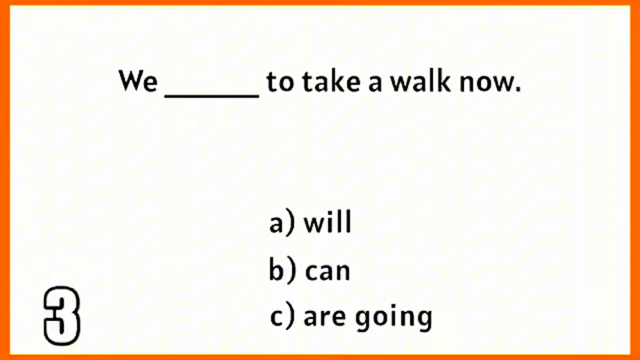 We ______ to take a walk now.
a) will
b) can
c) are going
3